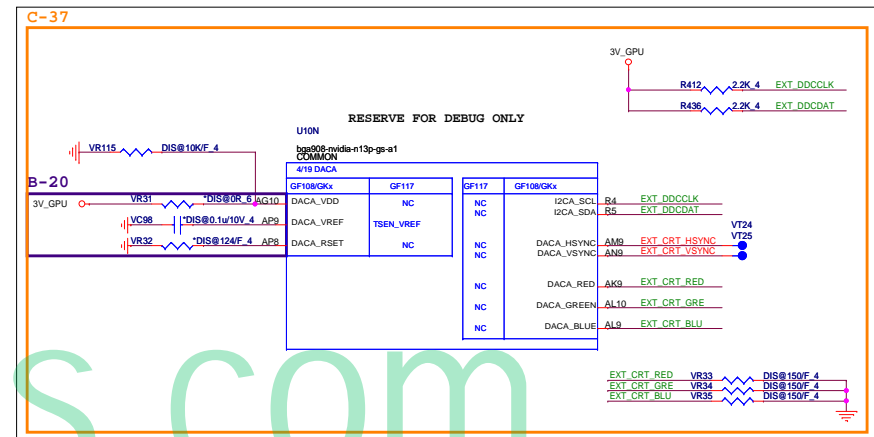 C-37
3V_GPU
R412 2.2K_4 EXT_DDCCLK
R436 2.2K_4 EXT_DDCDAT
RESERVE FOR DEBUG ONLY
U10N
bga908-nvidia-n13p-gs-a1
COMMON
VR115 DIS@10K/F_4
4/19 DACA
GF108/GKx GF117 GF117 GF108/GKx
B-20
3V_GPU VR31 *DIS@0R_6 AG10 DACA_VDD NC NC I2CA_SCL R4 EXT_DDCCLK
NC I2CA_SDA R5 EXT_DDCDAT
VC98 *DIS@0.1u/10V_4 AP9 DACA_VREF TSEN_VREF
VT24
VT25
VR32 *DIS@124/F_4 AP8 DACA_RSET NC NC DACA_HSYNC AM9 EXT_CRT_HSYNC
NC DACA_VSYNC AN9 EXT_CRT_VSYNC
NC DACA_RED AK9 EXT_CRT_RED
NC DACA_GREEN AL10 EXT_CRT_GRE
NC DACA_BLUE AL9 EXT_CRT_BLU
EXT_CRT_RED VR33 DIS@150/F_4
EXT_CRT_GRE VR34 DIS@150/F_4
EXT_CRT_BLU VR35 DIS@150/F_4
s.com